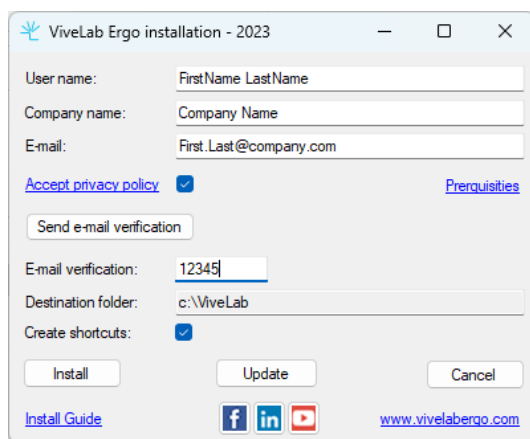 ViveLab Ergo installation - 2023
User name: FirstName LastName
Company name: Company Name
E-mail: First.Last@company.com
Accept privacy policy Prerquisities
Send e-mail verification
E-mail verification: 12345
Destination folder: c:\ViveLab
Create shortcuts:
Install Update Cancel
Install Guide f in www.vivelabergo.com